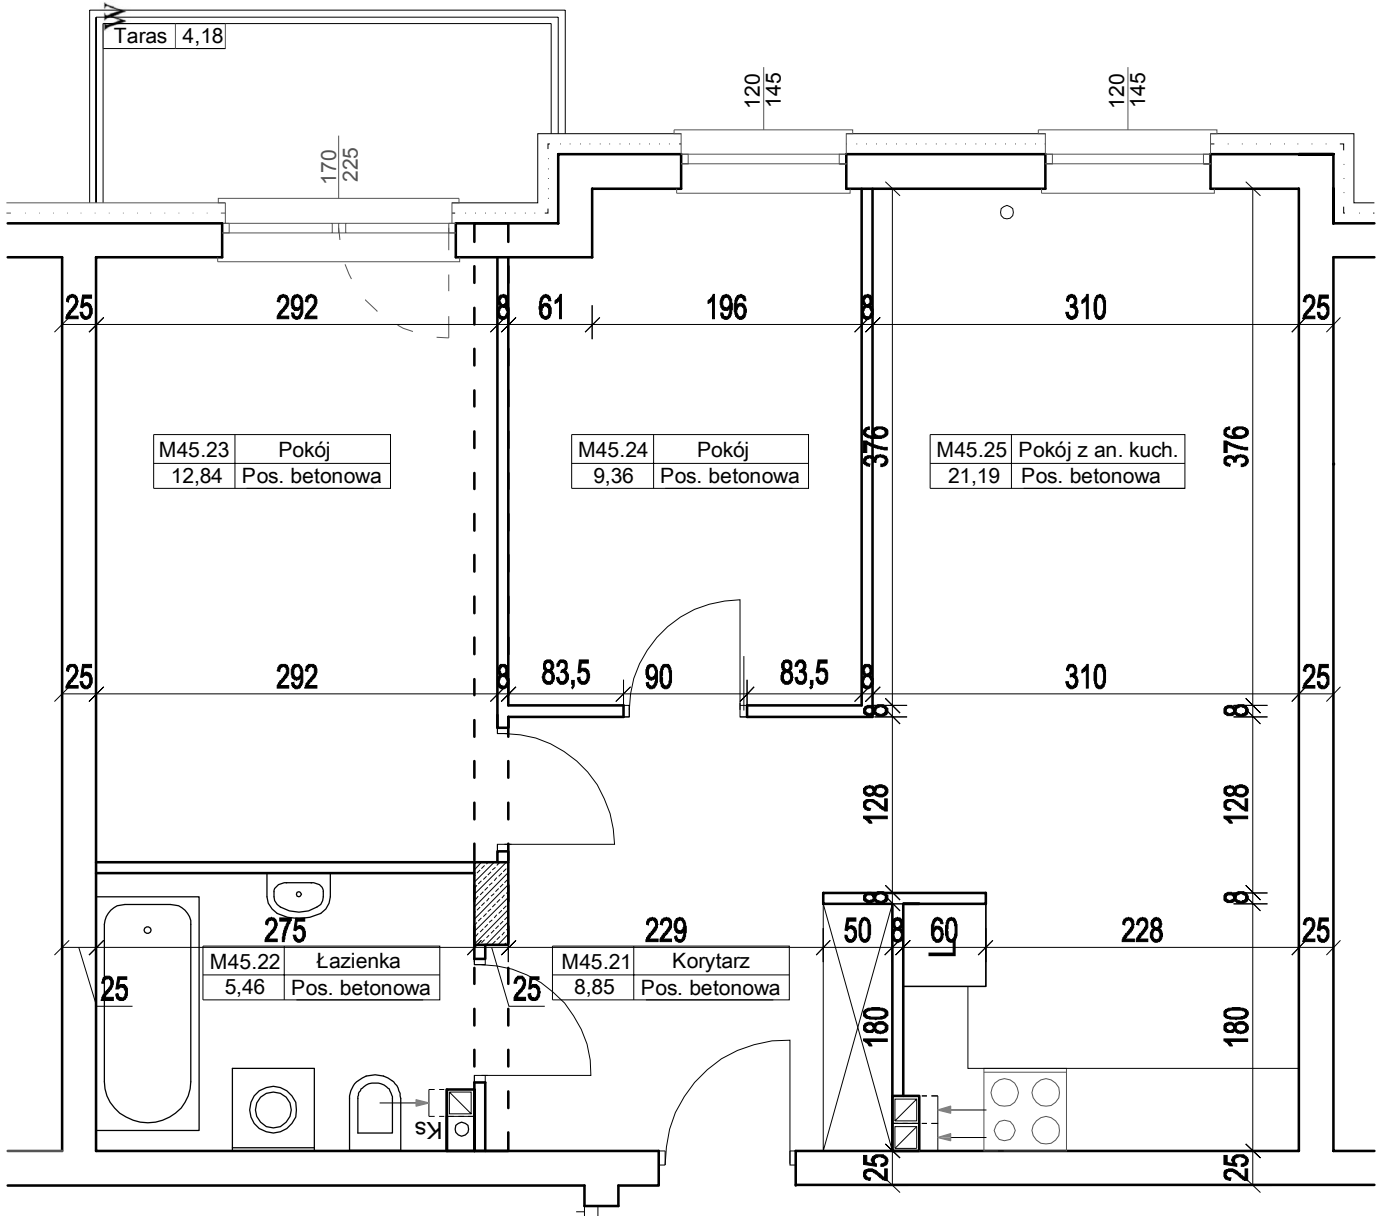 W
Taras 4,18
120
145
120
145
170
225
25 292 8 61 196 8 310 25
376 376
M45.23 Pokój
12,84 Pos. betonowa
M45.24 Pokój
9,36 Pos. betonowa
M45.25 Pokój z an. kuch.
21,19 Pos. betonowa
25 292 8 83,5 90 83,5 8 310 25
8 8
128 128
8 8
275 229 50 8 60 228 25
L
M45.22 Łazienka
5,46 Pos. betonowa
M45.21 Korytarz
8,85 Pos. betonowa
25 25
180 180
Ks
25 25